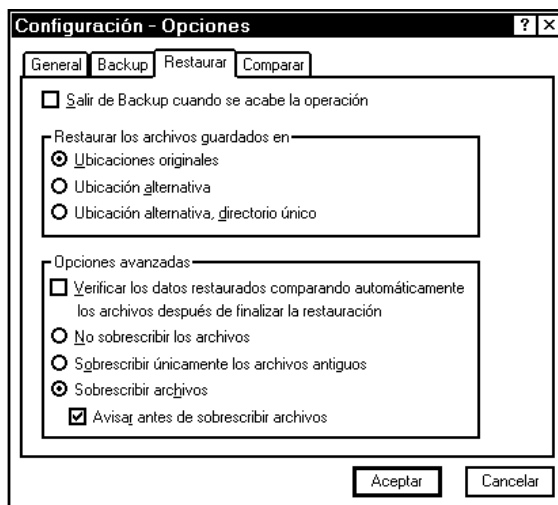 Configuración - Opciones
General Backup Restaurar Comparar
Salir de Backup cuando se acabe la operación
Restaurar los archivos guardados en
Ubicaciones originales
Ubicación alternativa
Ubicación alternativa, directorio único
Opciones avanzadas
Verificar los datos restaurados comparando automáticamente
los archivos después de finalizar la restauración
No sobrescribir los archivos
Sobrescribir únicamente los archivos antiguos
Sobrescribir archivos
Avisar antes de sobrescribir archivos
Aceptar Cancelar